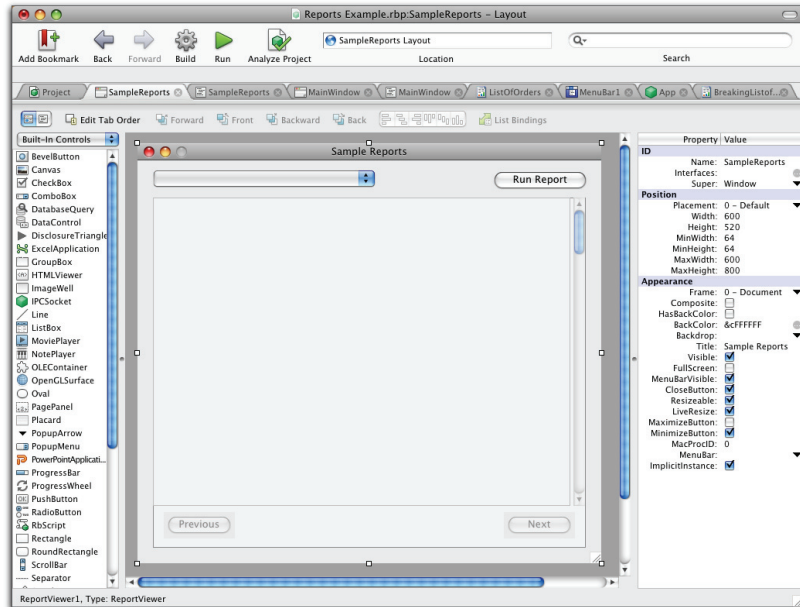 Reports Example.rbp:SampleReports – Layout
Add Bookmark Back Forward Build Run Analyze Project
SampleReports Layout
Location
Search
Project SampleReports SampleReports MainWindow MainWindow ListOfOrders MenuBar1 App BreakingListof...
Edit Tab Order Forward Front Backward Back List Bindings
Built-In Controls
BevelButton
Canvas
CheckBox
ComboBox
DatabaseQuery
DataControl
DisclosureTriangle
ExcelApplication
GroupBox
HTMLViewer
ImageWell
IPCSocket
Line
ListBox
MoviePlayer
NotePlayer
OLEContainer
OpenGLSurface
Oval
PagePanel
Placard
PopupArrow
PopupMenu
PowerPointApplicati...
ProgressBar
ProgressWheel
PushButton
RadioButton
RbScript
Rectangle
RoundRectangle
ScrollBar
Separator
Sample Reports
Run Report
Previous
Next
Property Value
ID
Name: SampleReports
Interfaces:
Super: Window
Position
Placement: 0 – Default
Width: 600
Height: 520
MinWidth: 64
MinHeight: 64
MaxWidth: 600
MaxHeight: 800
Appearance
Frame: 0 – Document
Composite:
HasBackColor:
BackColor: &cFFFFFF
Backdrop:
Title: Sample Reports
Visible:
FullScreen:
MenuBarVisible:
CloseButton:
Resizeable:
LiveResize:
MaximizeButton:
MinimizeButton:
MacProcID: 0
MenuBar:
ImplicitInstance:
ReportViewer1, Type: ReportViewer